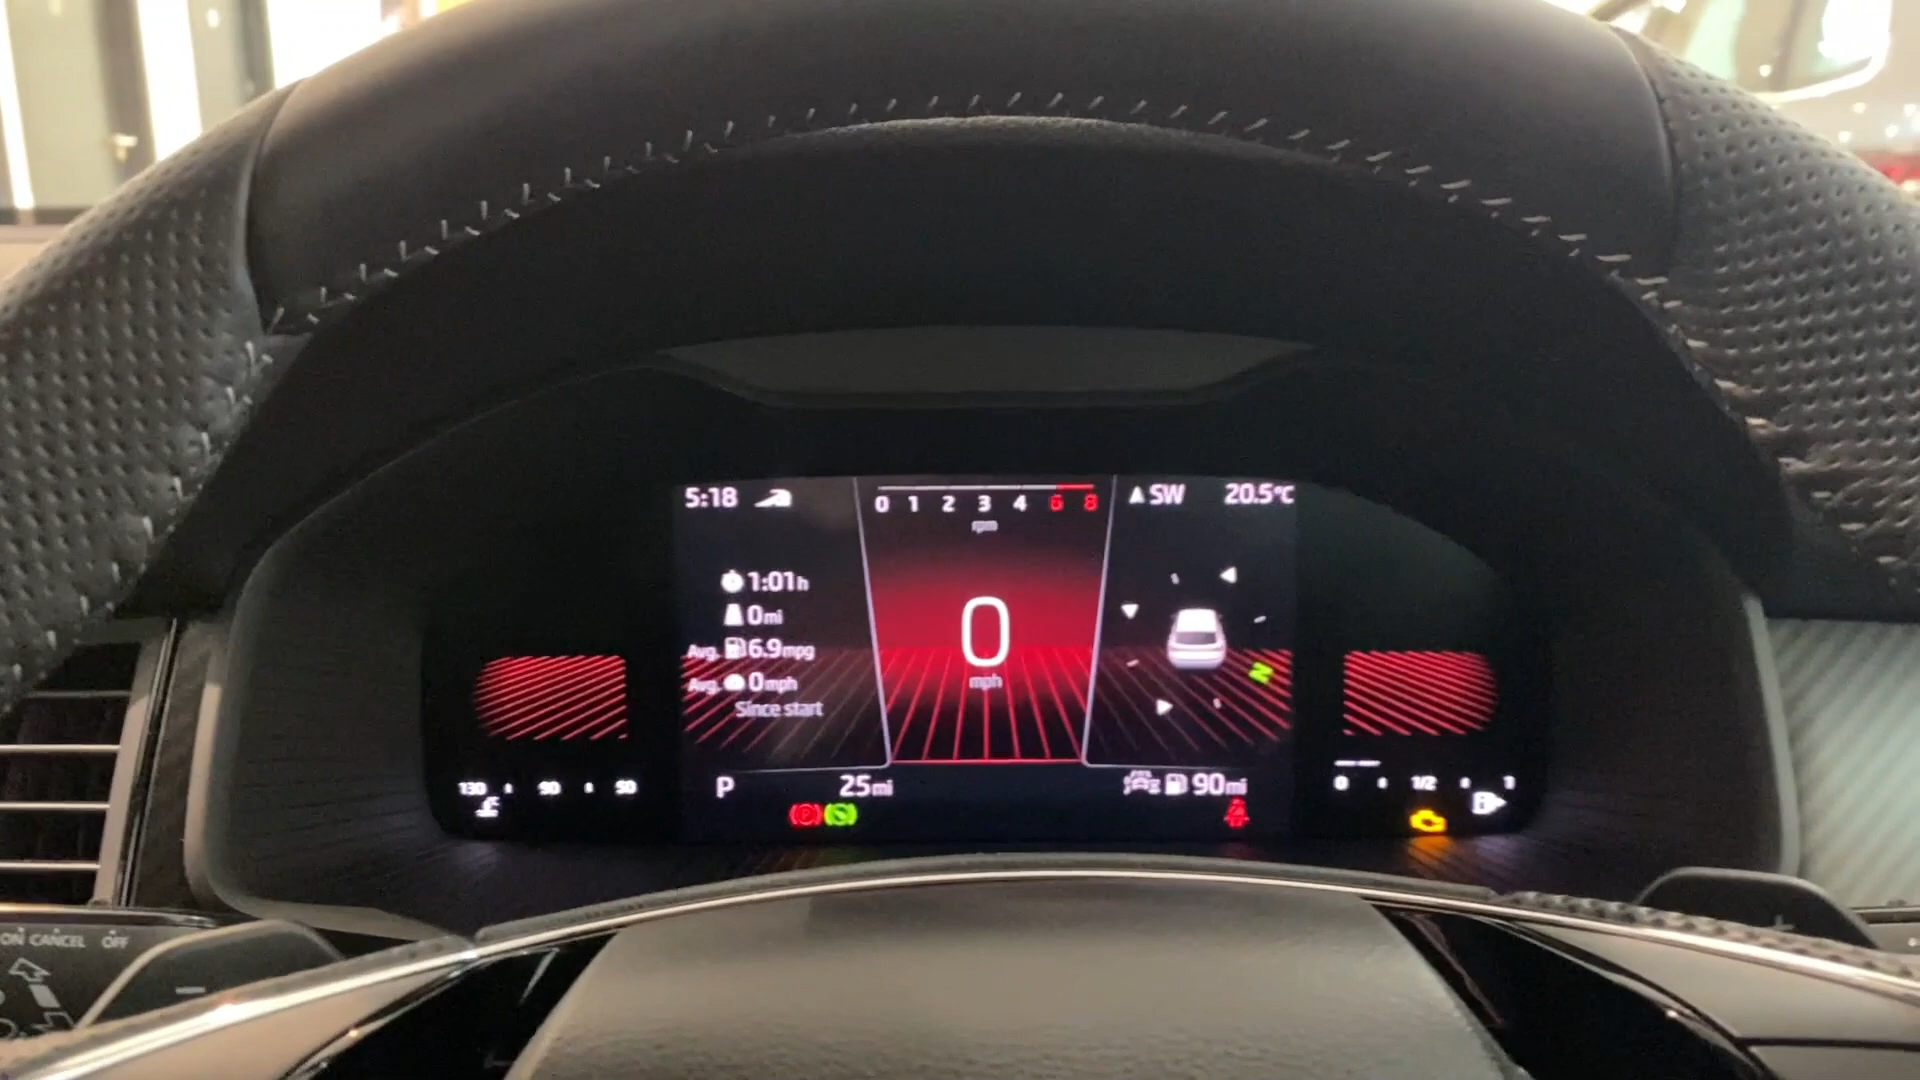 5:18
0 1 2 3 4 6 8
rpm
SW
20.5°C
1:01h
0mi
Avg. 6.9mpg
Avg. 0mph
Since start
0
mph
N
130 90 50
P
25mi
90mi
0 1/2 1
P
ON CANCEL OFF